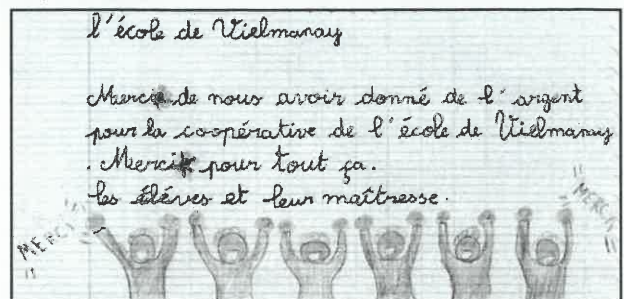 l'école de Vielmanay
Merci de nous avoir donné de l'argent
pour la coopérative de l'école de Vielmanay
. Merci pour tout ça.
les éléves et leur maîtresse.
MERCI
MERCI